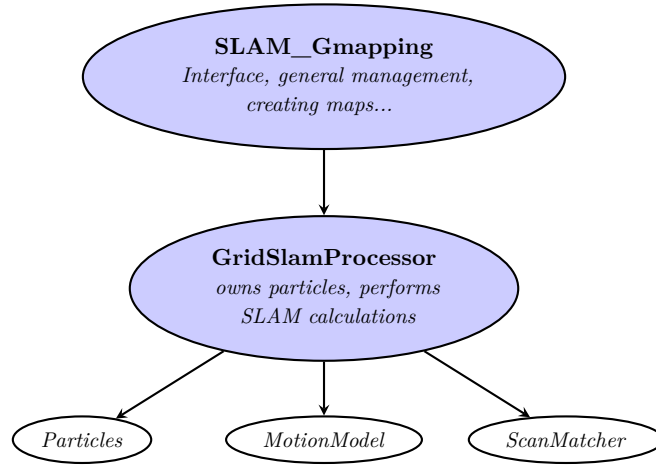 SLAM_Gmapping
Interface, general management,
creating maps...
GridSlamProcessor
owns particles, performs
SLAM calculations
Particles
MotionModel
ScanMatcher